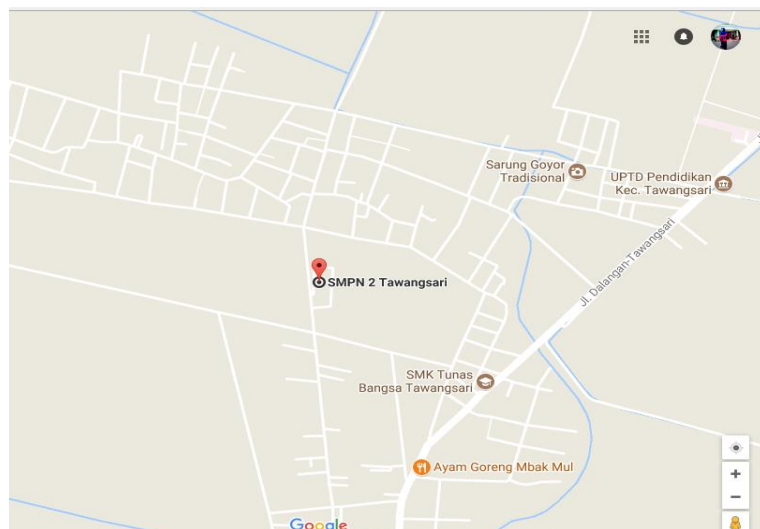 Sarung Goyor
Tradisional
UPTD Pendidikan
Kec. Tawangsari
Jl. Dalangan-Tawangsari
SMPN 2 Tawangsari
SMK Tunas
Bangsa Tawangsari
Ayam Goreng Mbak Mul
Google